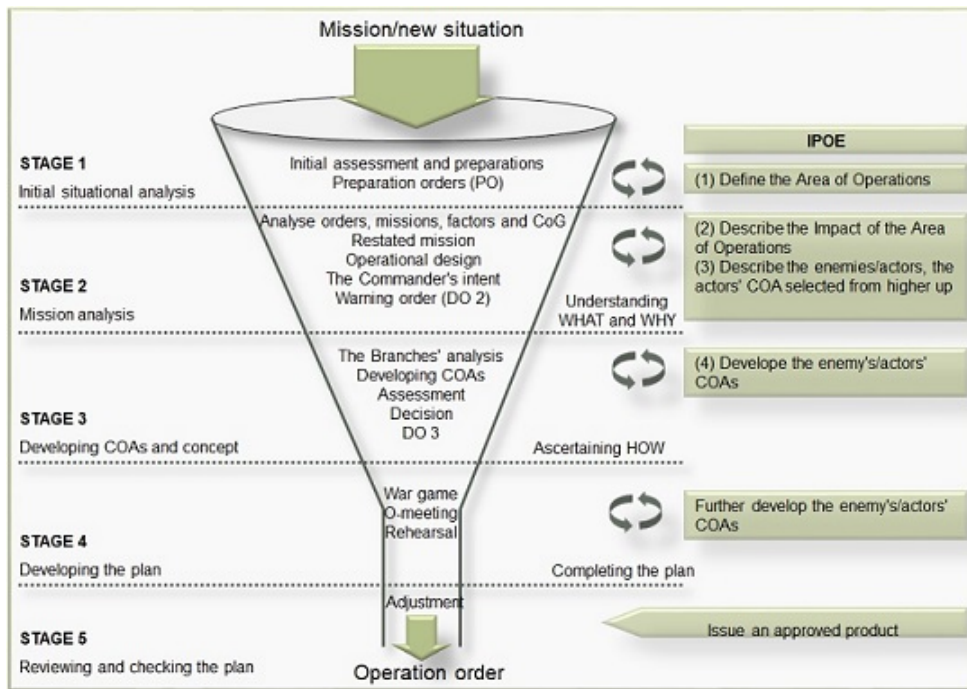 Mission/new situation
IPOE
STAGE 1
Initial situational analysis
Initial assessment and preparations
Preparation orders (PO)
(1) Define the Area of Operations
Analyse orders, missions, factors and CoG
Restated mission
Operational design
The Commander's intent
Warning order (DO 2)
STAGE 2
Mission analysis
Understanding
WHAT and WHY
(2) Describe the Impact of the Area
of Operations
(3) Describe the enemies/actors, the
actors' COA selected from higher up
The Branches' analysis
Developing COAs
Assessment
Decision
DO 3
STAGE 3
Developing COAs and concept
Ascertaining HOW
(4) Develope the enemy's/actors'
COAs
War game
O-meeting
Rehearsal
STAGE 4
Developing the plan
Completing the plan
Further develop the enemy's/actors'
COAs
Adjustment
STAGE 5
Reviewing and checking the plan
Operation order
Issue an approved product